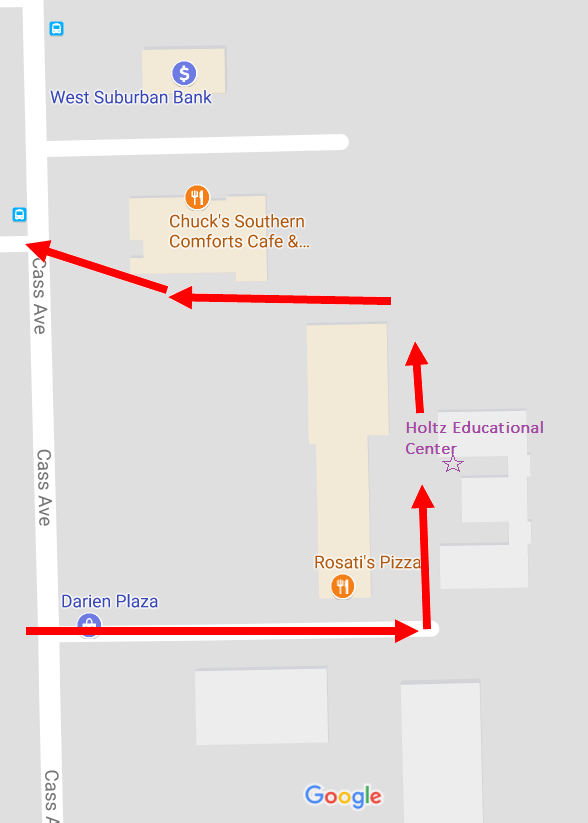 West Suburban Bank
Chuck's Southern
Comforts Cafe &...
Cass Ave
Holtz Educational
Center
Cass Ave
Rosati's Pizza
Darien Plaza
Cass A
Google